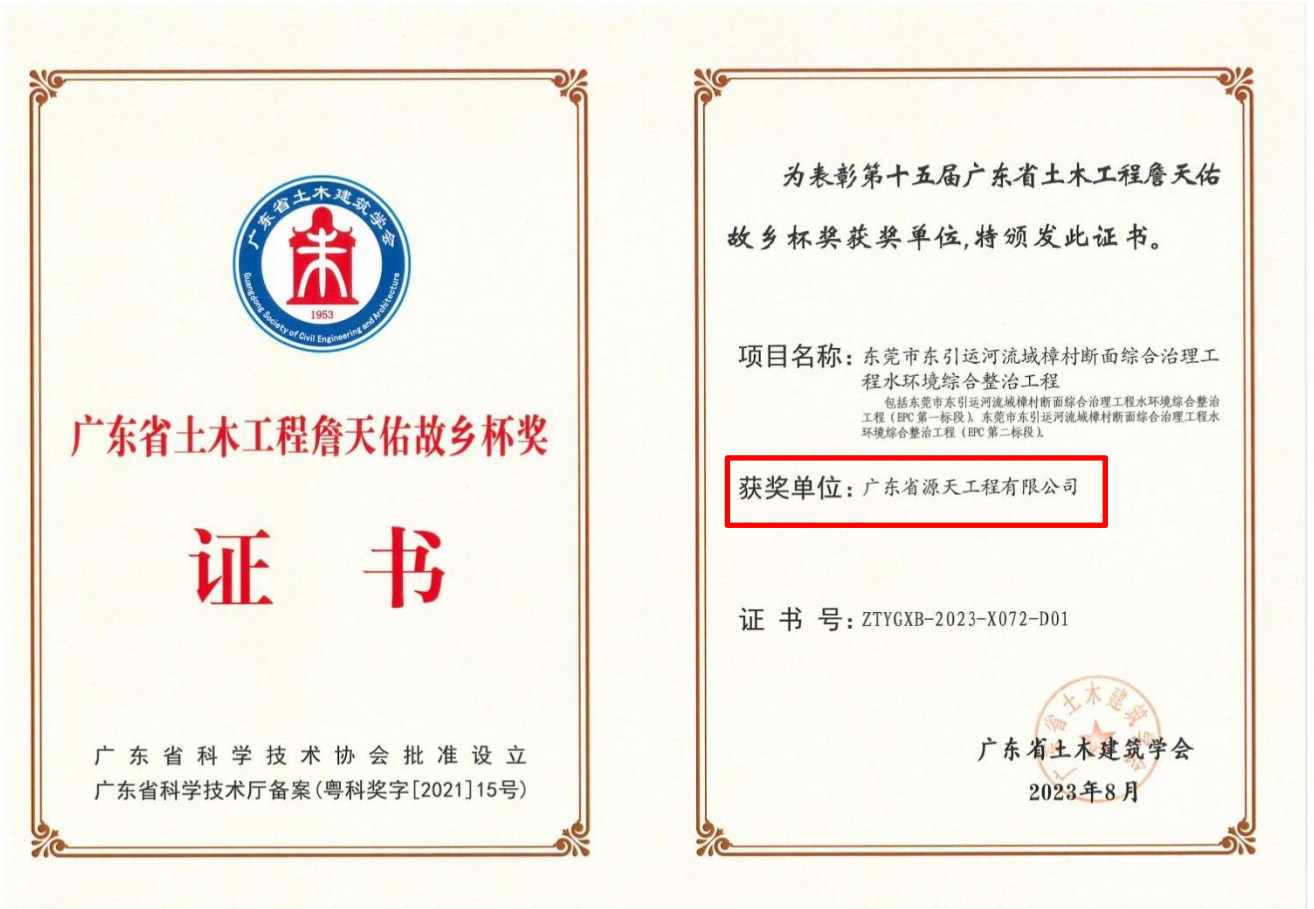 广东省土木建筑学会
1953
Guangdong Society of Civil Engineering and Architecture
广东省土木工程詹天佑故乡杯奖
证 书
广东省科学技术协会批准设立
广东省科学技术厅备案(粤科奖字[2021]15号)
为表彰第十五届广东省土木工程詹天佑
故乡杯奖获奖单位,特颁发此证书。
项目名称: 东莞市东引运河流域樟村断面综合治理工
程水环境综合整治工程
包括东莞市东引运河流域樟村断面综合治理工程水环境综合整治
工程(EPC第一标段)、东莞市东引运河流域樟村断面综合治理工程水
环境综合整治工程(EPC第二标段)。
获奖单位: 广东省源天工程有限公司
证 书 号: ZTYGXB-2023-X072-D01
广东省土木建筑学会
广东省土木建筑学会
2023年8月